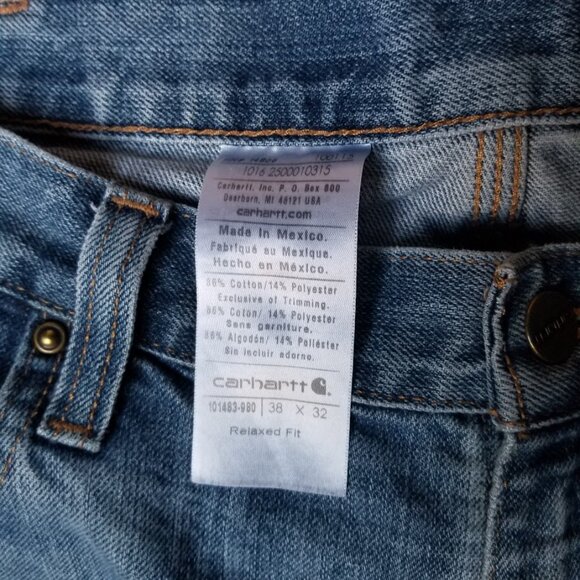 1016 2500010315
Carhartt, Inc. P. O. Box 600
Dearborn, MI 48121 USA
carhartt.com
Made in Mexico.
Fabriqué au Mexique.
Hecho en México.
86% Cotton/ 14% Polyester
Exclusive of Trimming.
86% Coton/ 14% Polyester
Sans garniture.
86% Algodón/ 14% Poliéster
Sin incluir adorno.
carhartt
101483-980 38 X 32
Relaxed Fit